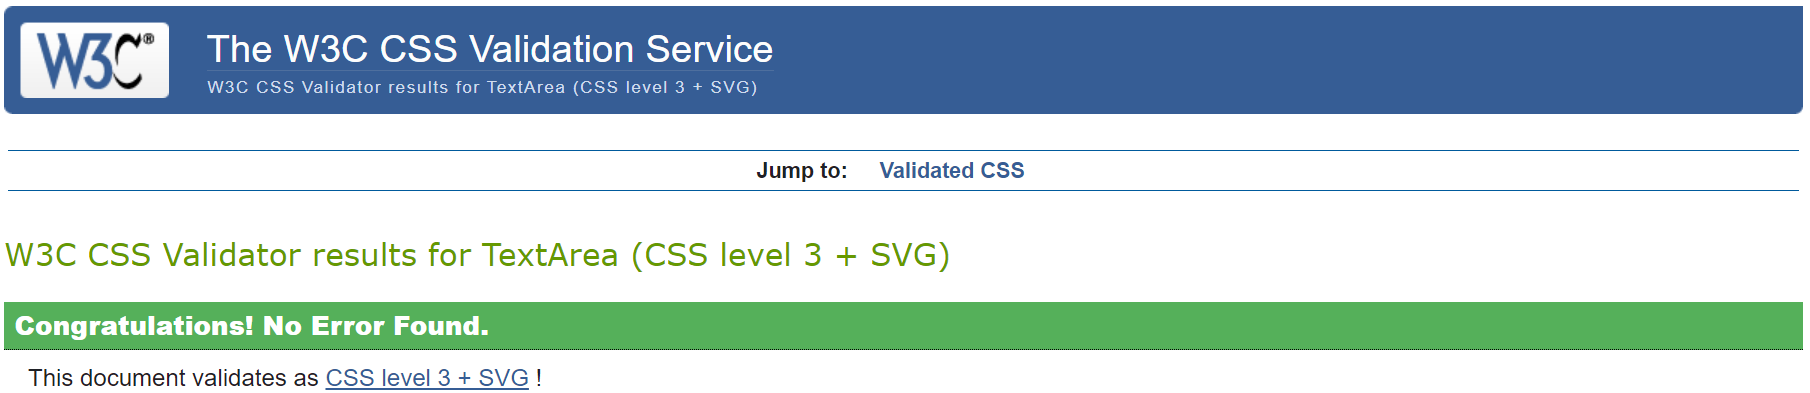 W3C®
The W3C CSS Validation Service
W3C CSS Validator results for TextArea (CSS level 3 + SVG)
Jump to: Validated CSS
W3C CSS Validator results for TextArea (CSS level 3 + SVG)
Congratulations! No Error Found.
This document validates as CSS level 3 + SVG !